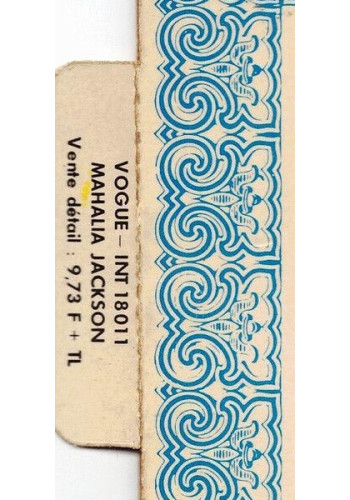 VOGUE – INT 18011
MAHALIA JACKSON
Vente détail : 9,73 F + TL